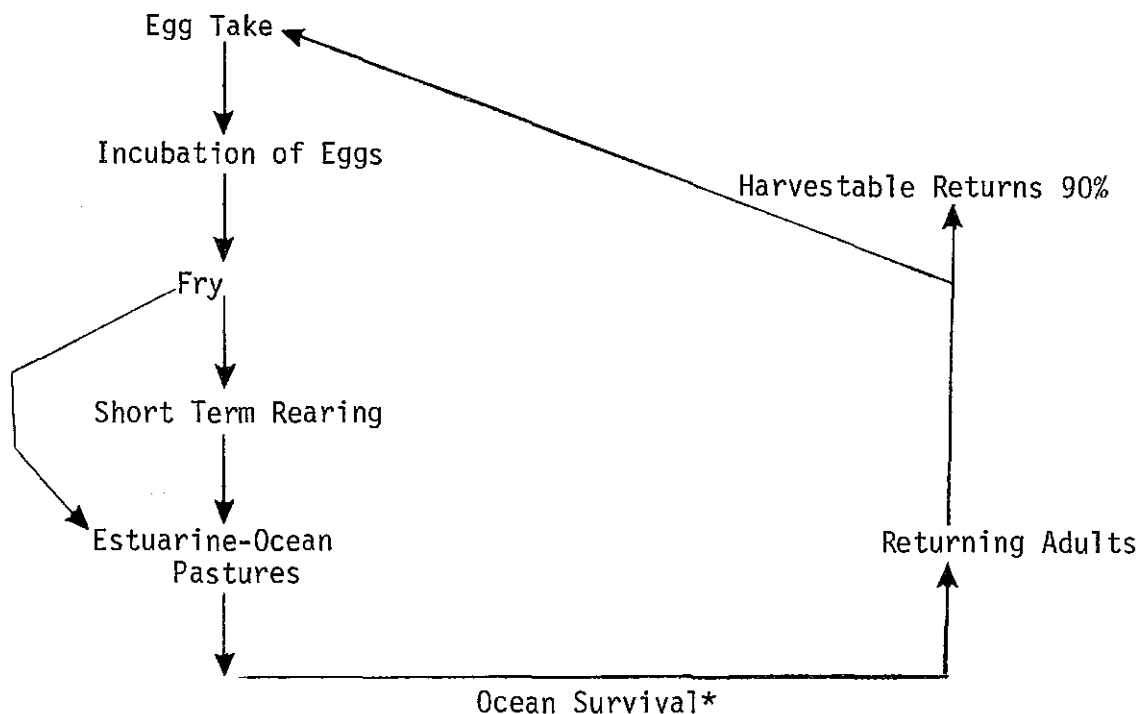 Egg Take
Incubation of Eggs
Harvestable Returns 90%
Fry
Short Term Rearing
Estuarine-Ocean
Pastures
Returning Adults
Ocean Survival*